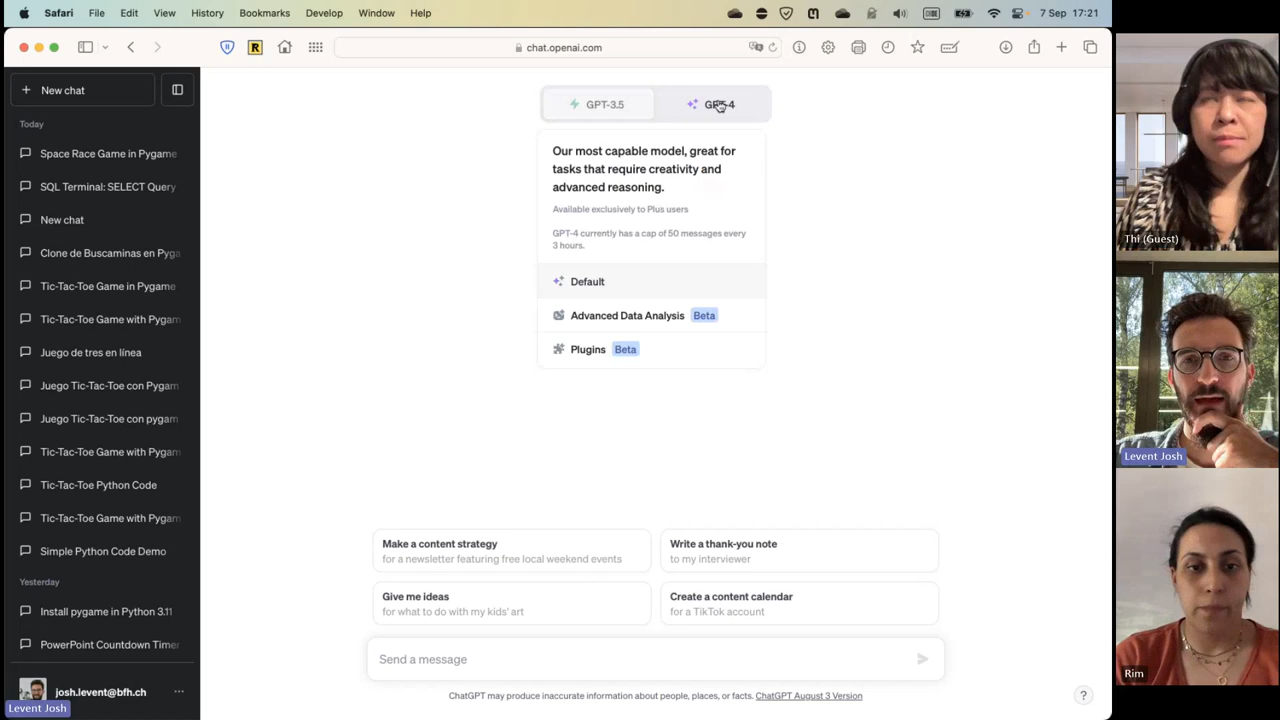 Safari File Edit View History Bookmarks Develop Window Help
7 Sep 17:21
chat.openai.com
New chat
Today
Space Race Game in Pygame
SQL Terminal: SELECT Query
New chat
Clone de Buscaminas en Pyga
Tic-Tac-Toe Game in Pygame
Tic-Tac-Toe Game with Pygam
Juego de tres en línea
Juego Tic-Tac-Toe con Pygam
Juego Tic-Tac-Toe con pygam
Tic-Tac-Toe Game with Pygam
Tic-Tac-Toe Python Code
Tic-Tac-Toe Game with Pygam
Simple Python Code Demo
Yesterday
Install pygame in Python 3.11
PowerPoint Countdown Timer
josh.levent@bfh.ch
Levent Josh
GPT-3.5
GPT-4
Our most capable model, great for
tasks that require creativity and
advanced reasoning.
Available exclusively to Plus users
GPT-4 currently has a cap of 50 messages every
3 hours.
Default
Advanced Data Analysis Beta
Plugins Beta
Make a content strategy
for a newsletter featuring free local weekend events
Write a thank-you note
to my interviewer
Give me ideas
for what to do with my kids' art
Create a content calendar
for a TikTok account
Send a message
ChatGPT may produce inaccurate information about people, places, or facts. ChatGPT August 3 Version
?
Thi (Guest)
Levent Josh
Rim